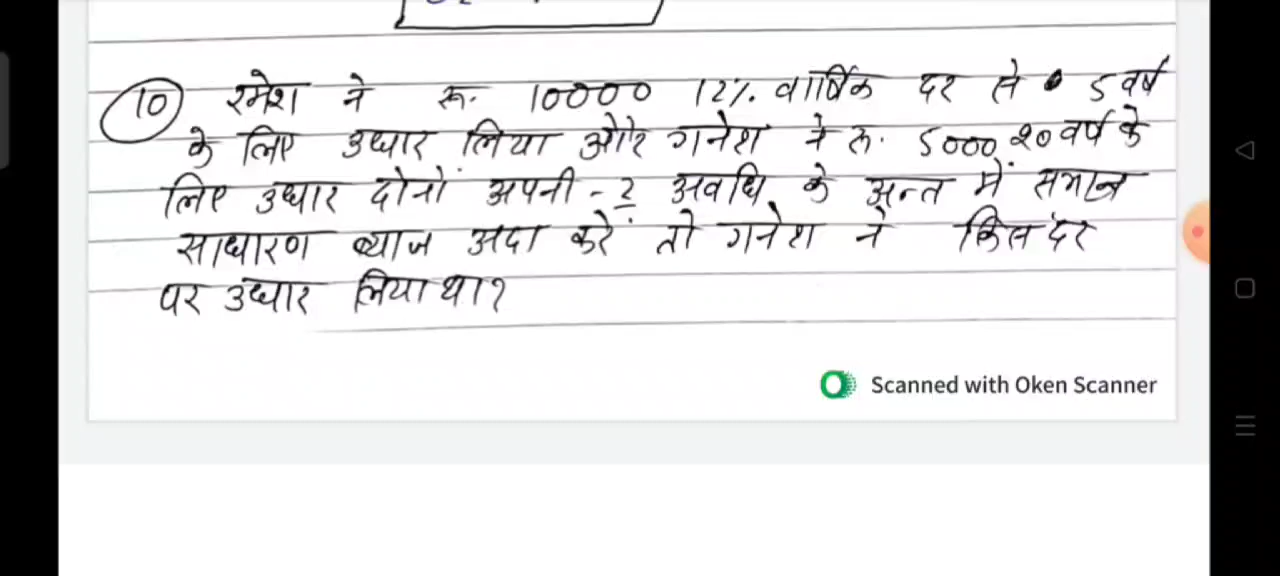 (10) रमेश ने रू. 10000 12%. वार्षिक दर से 5 वर्ष
के लिए उध्धार लिया और गनेश ने रू. 5000 20 वर्ष के
लिए उध्धार दोनों अपनी - 2 अवधि के अन्त में समान
साधारण ब्याज अदा करें तो गनेश ने किस दर
पर उध्धार लिया था?
Scanned with Oken Scanner